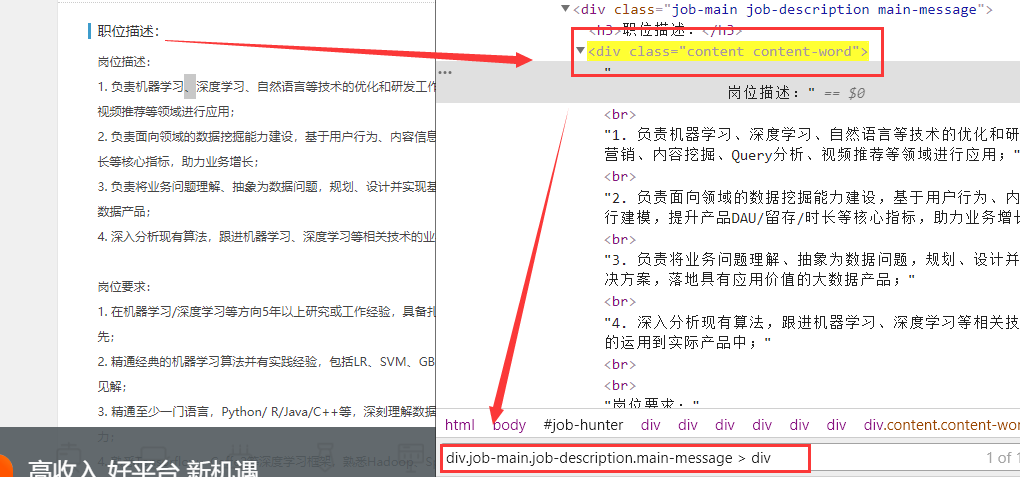 职位描述：
岗位描述：
1. 负责机器学习、深度学习、自然语言等技术的优化和研发工作
视频推荐等领域进行应用；
2. 负责面向领域的数据挖掘能力建设，基于用户行为、内容信息
长等核心指标，助力业务增长；
3. 负责将业务问题理解、抽象为数据问题，规划、设计并实现基
数据产品；
4. 深入分析现有算法，跟进机器学习、深度学习等相关技术的业
岗位要求：
1. 在机器学习/深度学习等方向5年以上研究或工作经验，具备扎
先；
2. 精通经典的机器学习算法并有实践经验，包括LR、SVM、GB
见解；
3. 精通至少一门语言，Python/ R/Java/C++等，深刻理解数据
力；
高收入 好平台 新机遇
<div class="job-main job-description main-message">
<h3>职位描述：</h3>
<div class="content content-word">
"
岗位描述：" == $0
<br>
"1. 负责机器学习、深度学习、自然语言等技术的优化和研
营销、内容挖掘、Query分析、视频推荐等领域进行应用；"
<br>
"2. 负责面向领域的数据挖掘能力建设，基于用户行为、内
行建模，提升产品DAU/留存/时长等核心指标，助力业务增长
<br>
"3. 负责将业务问题理解、抽象为数据问题，规划、设计并
决方案，落地具有应用价值的大数据产品；"
<br>
"4. 深入分析现有算法，跟进机器学习、深度学习等相关技
的运用到实际产品中；"
<br>
<br>
"岗位要求："
html body #job-hunter div div div div div div div.content.content-wor
div.job-main.job-description.main-message > div
1 of 1